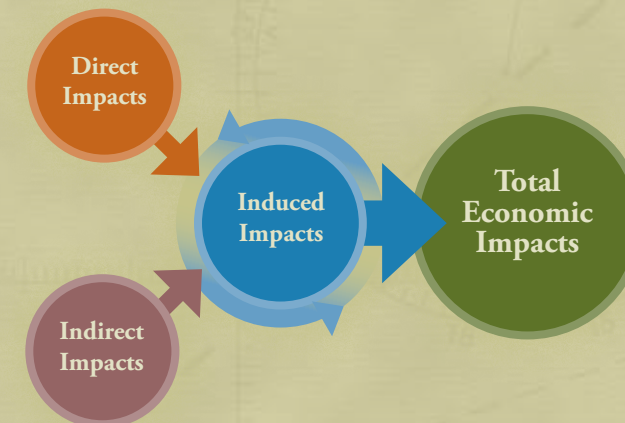 Direct
Impacts
Induced
Impacts
Total
Economic
Impacts
Indirect
Impacts